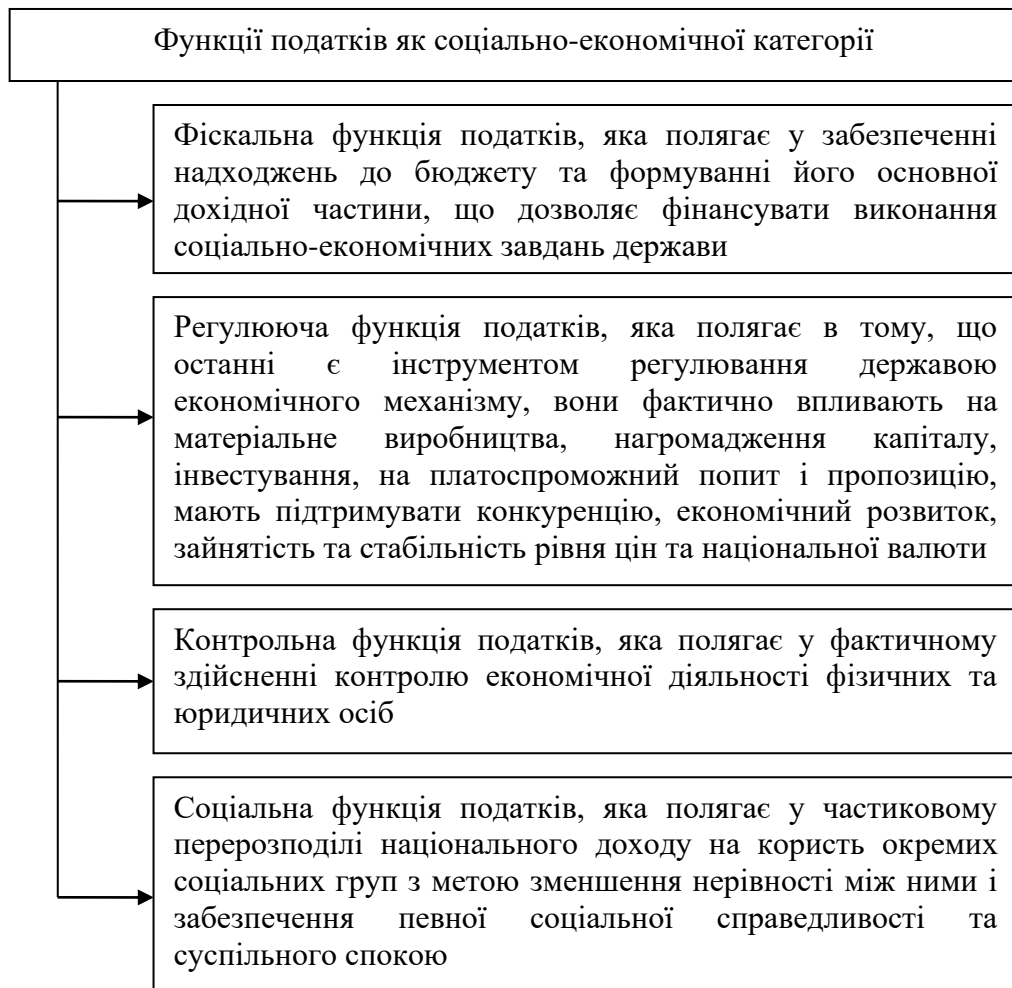 Функції податків як соціально-економічної категорії
Фіскальна функція податків, яка полягає у забезпеченні
надходжень до бюджету та формуванні його основної
дохідної частини, що дозволяє фінансувати виконання
соціально-економічних завдань держави
Регулююча функція податків, яка полягає в тому, що
останні є інструментом регулювання державою
економічного механізму, вони фактично впливають на
матеріальне виробництва, нагромадження капіталу,
інвестування, на платоспроможний попит і пропозицію,
мають підтримувати конкуренцію, економічний розвиток,
зайнятість та стабільність рівня цін та національної валюти
Контрольна функція податків, яка полягає у фактичному
здійсненні контролю економічної діяльності фізичних та
юридичних осіб
Соціальна функція податків, яка полягає у частиковому
перерозподілі національного доходу на користь окремих
соціальних груп з метою зменшення нерівності між ними і
забезпечення певної соціальної справедливості та
суспільного спокою